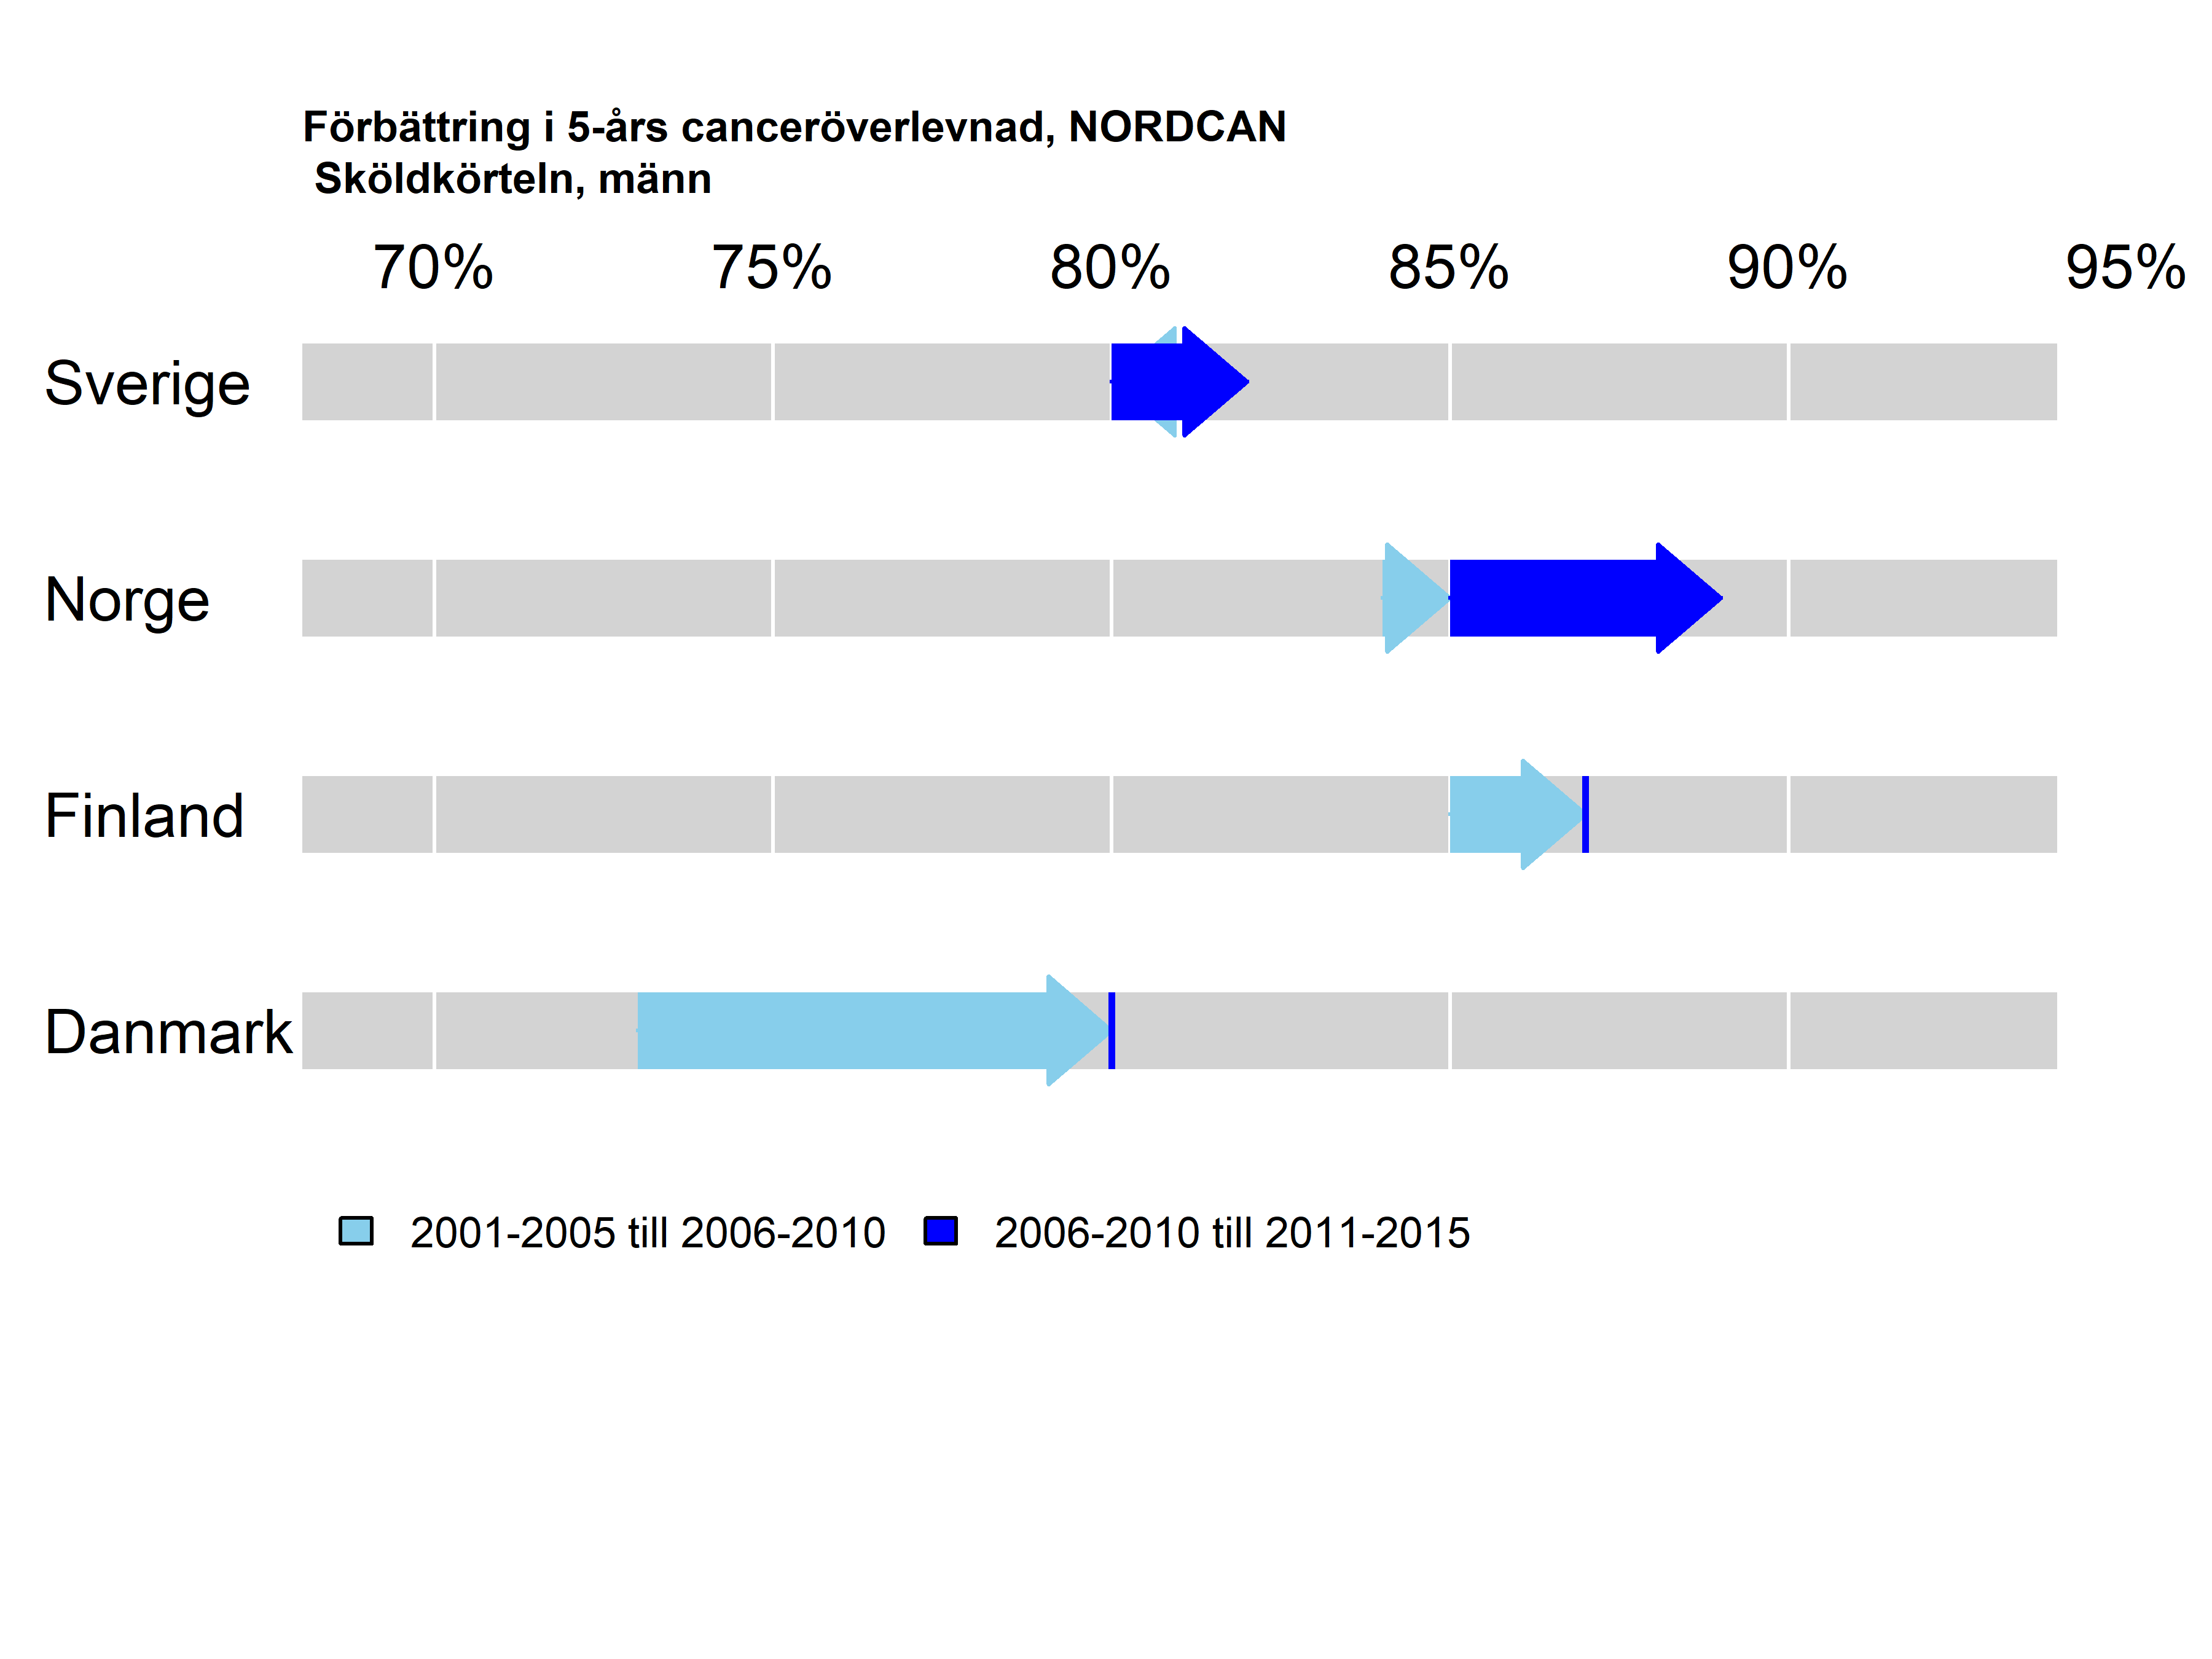 Förbättring i 5-års canceröverlevnad, NORDCAN
Sköldkörteln, männ
70% 75% 80% 85% 90% 95%
Sverige
Norge
Finland
Danmark
2001-2005 till 2006-2010 2006-2010 till 2011-2015